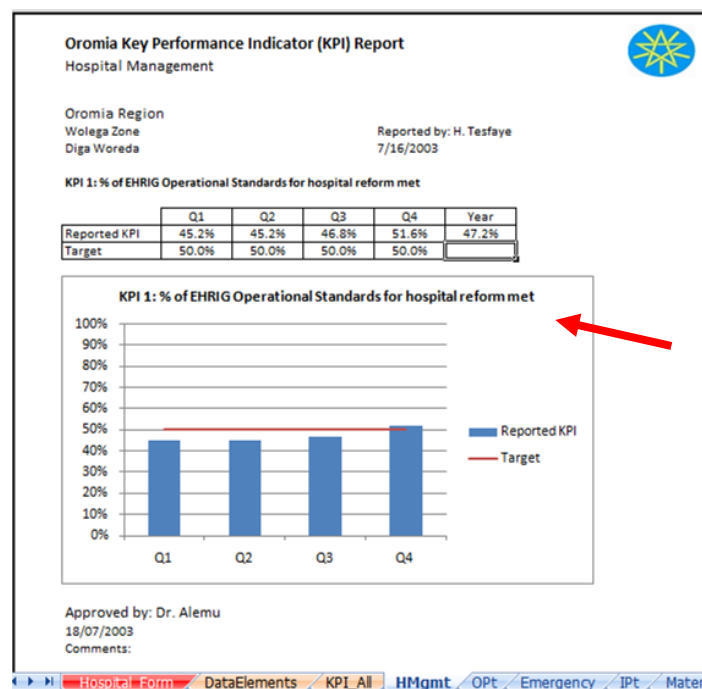 Oromia Key Performance Indicator (KPI) Report
Hospital Management
Oromia Region
Wolega Zone
Reported by: H. Tesfaye
Diga Woreda
7/16/2003
KPI 1: % of EHRIG Operational Standards for hospital reform met
Q1 Q2 Q3 Q4 Year
Reported KPI 45.2% 45.2% 46.8% 51.6% 47.2%
Target 50.0% 50.0% 50.0% 50.0%
KPI 1: % of EHRIG Operational Standards for hospital reform met
100%
90%
80%
70%
60%
50%
40%
30%
20%
10%
0%
Q1 Q2 Q3 Q4
Reported KPI
Target
Approved by: Dr. Alemu
18/07/2003
Comments:
Hospital_Form DataElements KPI_All HMgmt OPt Emergency IPt Mater